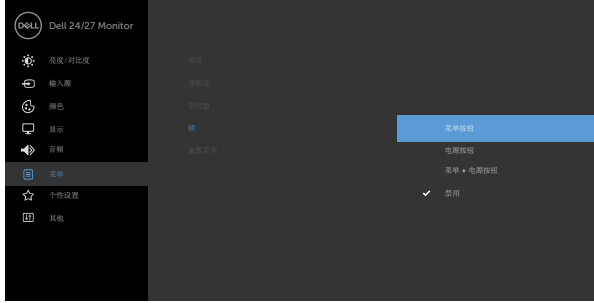 DELL Dell 24/27 Monitor
亮度/对比度
输入源
颜色
显示
音频
菜单
个性设置
其他
语言
透明度
定时器
锁
重置菜单
菜单按钮
电源按钮
菜单 + 电源按钮
禁用